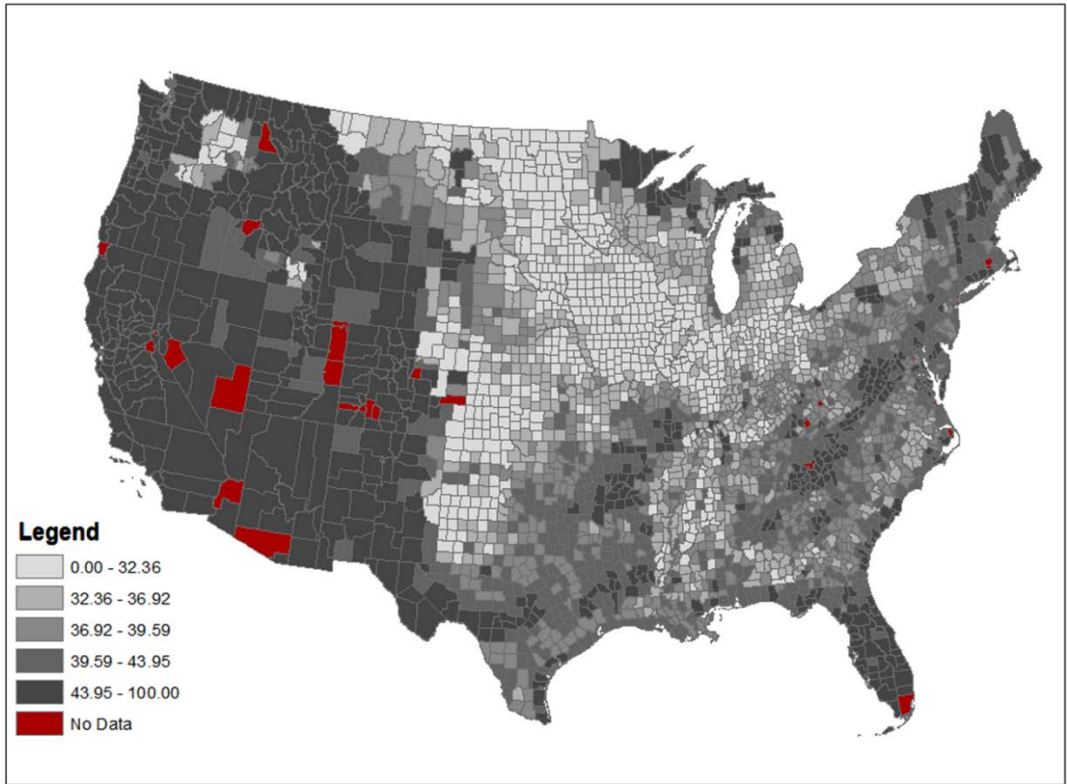 Legend
0.00 - 32.36
32.36 - 36.92
36.92 - 39.59
39.59 - 43.95
43.95 - 100.00
No Data